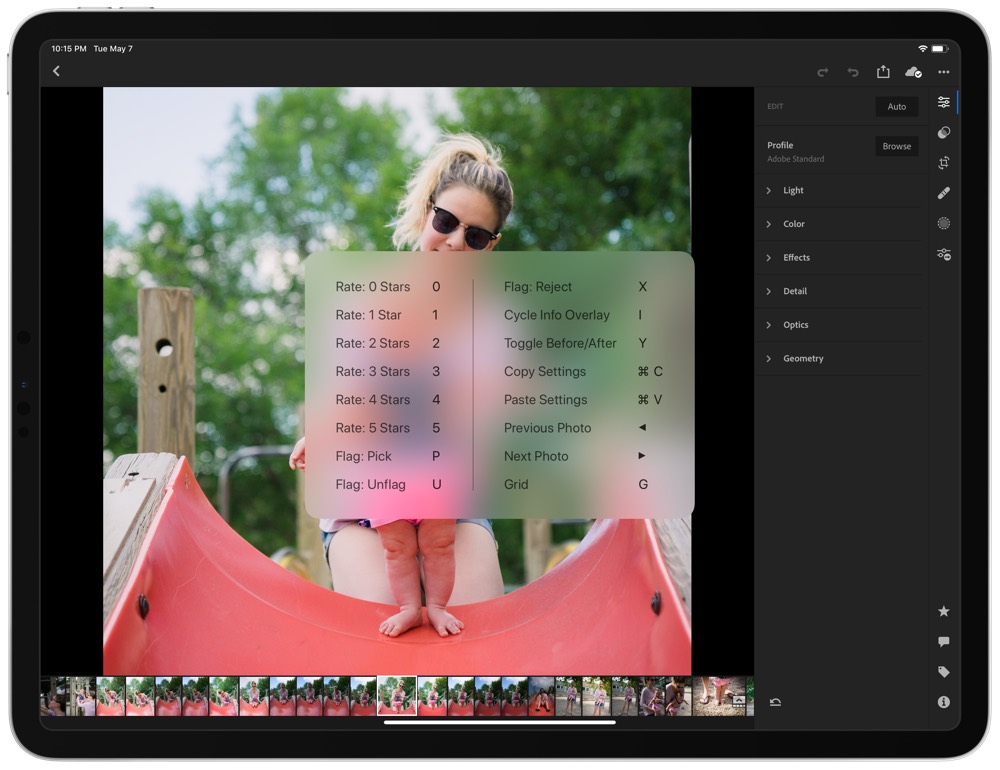 10:15 PM Tue May 7
EDIT
Auto
Profile
Adobe Standard
Browse
Light
Color
Effects
Detail
Optics
Geometry
Rate: 0 Stars 0
Rate: 1 Star 1
Rate: 2 Stars 2
Rate: 3 Stars 3
Rate: 4 Stars 4
Rate: 5 Stars 5
Flag: Pick P
Flag: Unflag U
Flag: Reject X
Cycle Info Overlay I
Toggle Before/After Y
Copy Settings ⌘ C
Paste Settings ⌘ V
Previous Photo ◄
Next Photo ►
Grid G